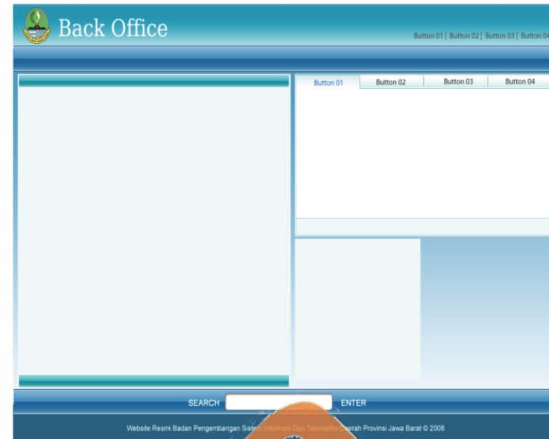 Back Office
Button 01 | Button 02 | Button 03 | Button 04
Button 01 Button 02 Button 03 Button 04
SEARCH ENTER
Website Resmi Badan Pengembangan Sistem Informasi Dan Telematika Daerah Provinsi Jawa Barat © 2008